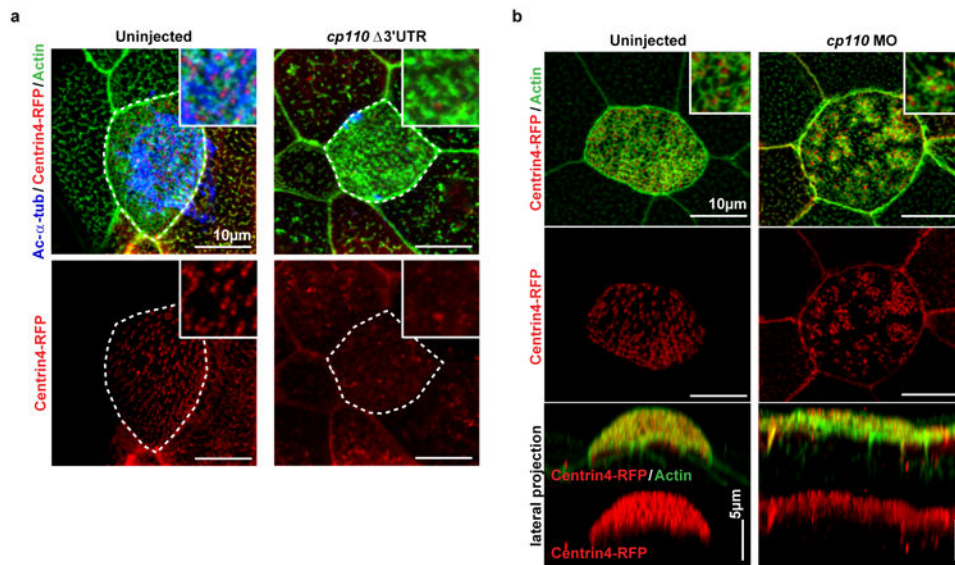 a
Uninjected
cp110 Δ3'UTR
Ac-α-tub/Centrin4-RFP/Actin
10μm
Centrin4-RFP
b
Uninjected
cp110 MO
Centrin4-RFP/Actin
10μm
Centrin4-RFP
lateral projection
Centrin4-RFP/Actin
5μm
Centrin4-RFP